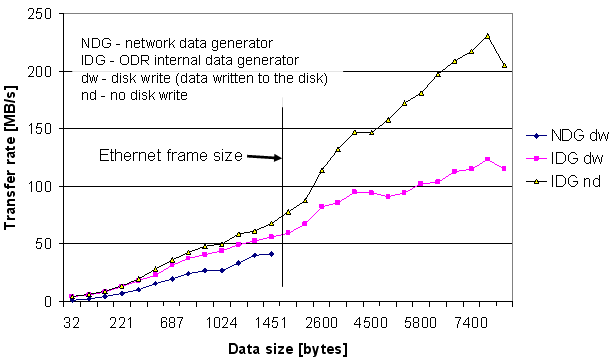 250
200
150
100
50
0
Transfer rate [MB/s]
NDG - network data generator
IDG - ODR internal data generator
dw - disk write (data written to the disk)
nd - no disk write
Ethernet frame size
NDG dw
IDG dw
IDG nd
32 221 687 1024 1451 2600 4500 5800 7400
Data size [bytes]